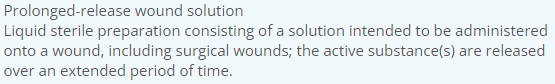 Prolonged-release wound solution
Liquid sterile preparation consisting of a solution intended to be administered
onto a wound, including surgical wounds; the active substance(s) are released
over an extended period of time.